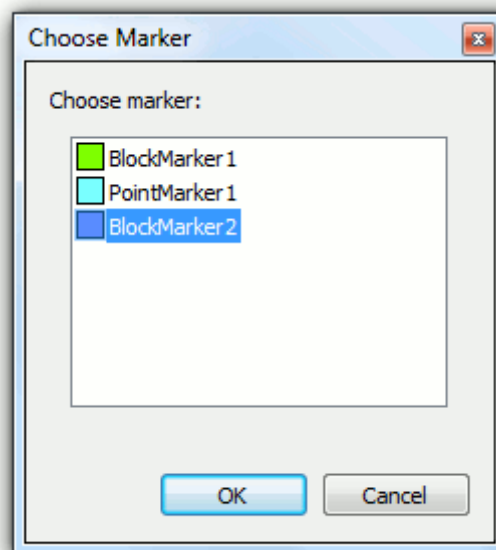 Choose Marker
Choose marker:
BlockMarker1
PointMarker1
BlockMarker2
OK
Cancel